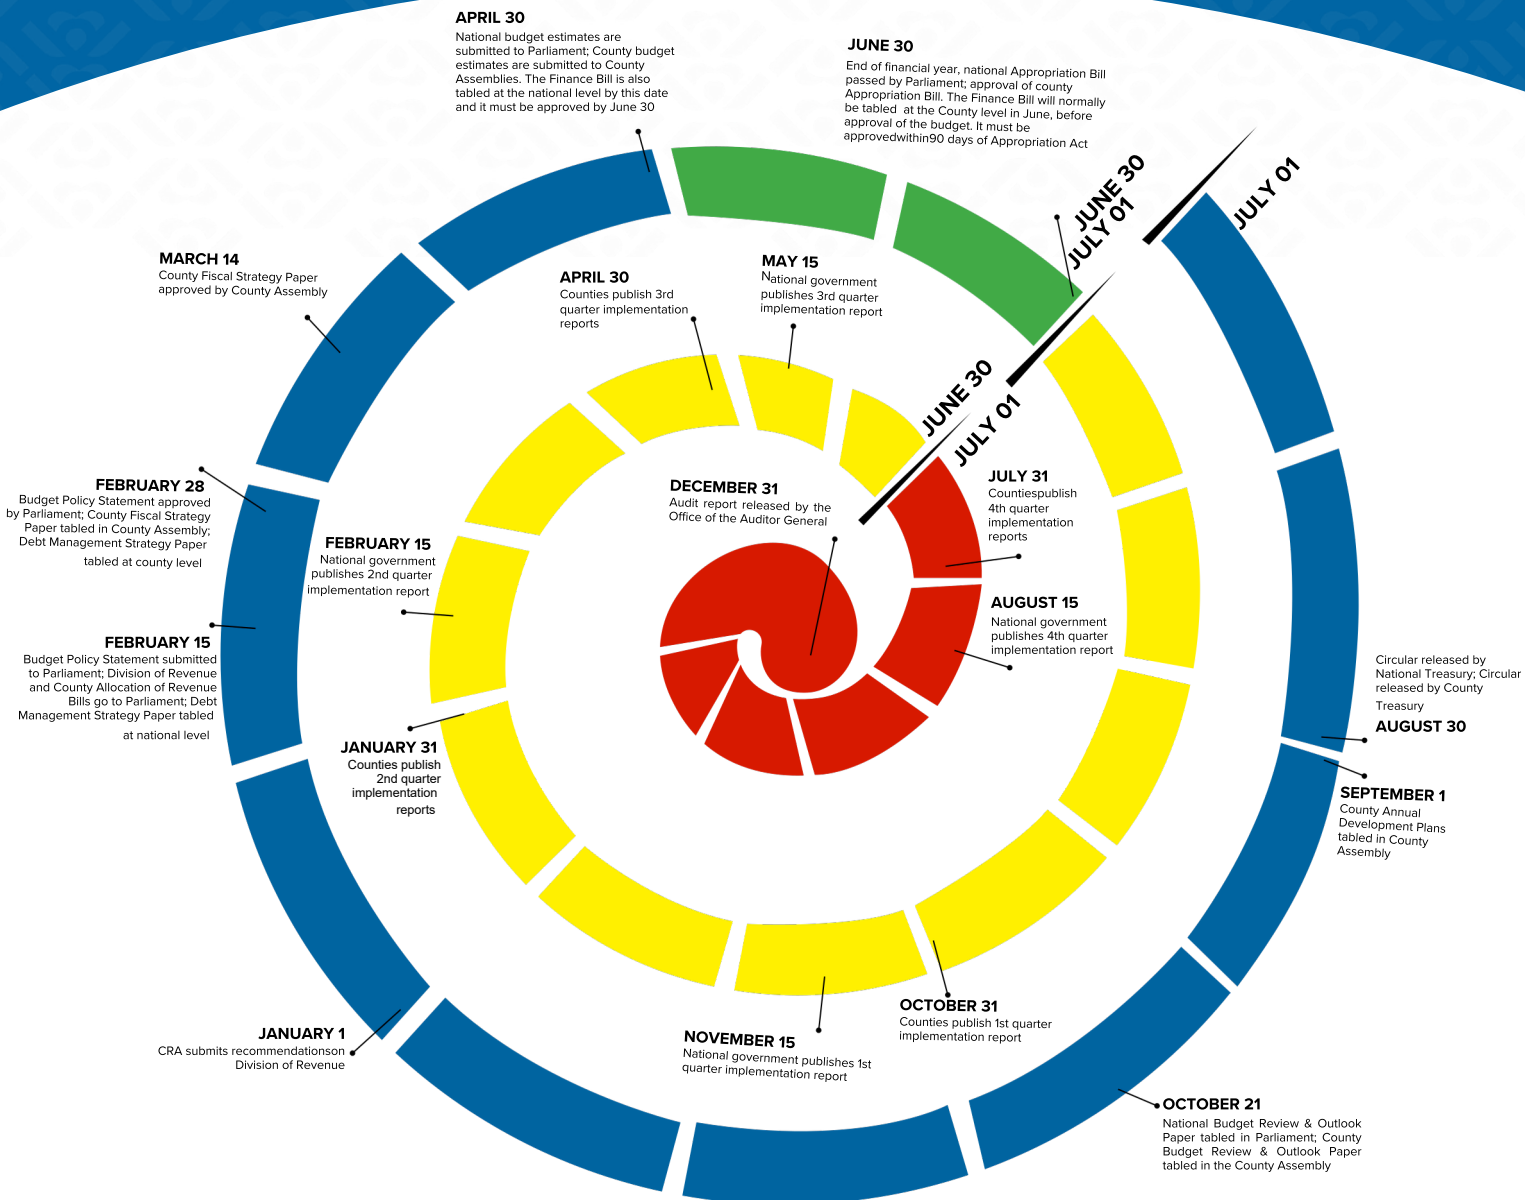 APRIL 30
National budget estimates are
submitted to Parliament; County budget
estimates are submitted to County
Assemblies. The Finance Bill is also
tabled at the national level by this date
and it must be approved by June 30
JUNE 30
End of financial year, national Appropriation Bill
passed by Parliament; approval of county
Appropriation Bill. The Finance Bill will normally
be tabled at the County level in June, before
approval of the budget. It must be
approvedwithin90 days of Appropriation Act
JUNE 30
JULY 01
JULY 01
MARCH 14
County Fiscal Strategy Paper
approved by County Assembly
APRIL 30
Counties publish 3rd
quarter implementation
reports
MAY 15
National government
publishes 3rd quarter
implementation report
JUNE 30
JULY 01
FEBRUARY 28
Budget Policy Statement approved
by Parliament; County Fiscal Strategy
Paper tabled in County Assembly;
Debt Management Strategy Paper
tabled at county level
DECEMBER 31
Audit report released by the
Office of the Auditor General
JULY 31
Countiespublish
4th quarter
implementation
reports
FEBRUARY 15
National government
publishes 2nd quarter
implementation report
AUGUST 15
National government
publishes 4th quarter
implementation report
FEBRUARY 15
Budget Policy Statement submitted
to Parliament; Division of Revenue
and County Allocation of Revenue
Bills go to Parliament; Debt
Management Strategy Paper tabled
at national level
Circular released by
National Treasury; Circular
released by County
Treasury
AUGUST 30
JANUARY 31
Counties publish
2nd quarter
implementation
reports
SEPTEMBER 1
County Annual
Development Plans
tabled in County
Assembly
OCTOBER 31
Counties publish 1st quarter
implementation report
NOVEMBER 15
National government publishes 1st
quarter implementation report
JANUARY 1
CRA submits recommendationson
Division of Revenue
OCTOBER 21
National Budget Review & Outlook
Paper tabled in Parliament; County
Budget Review & Outlook Paper
tabled in the County Assembly